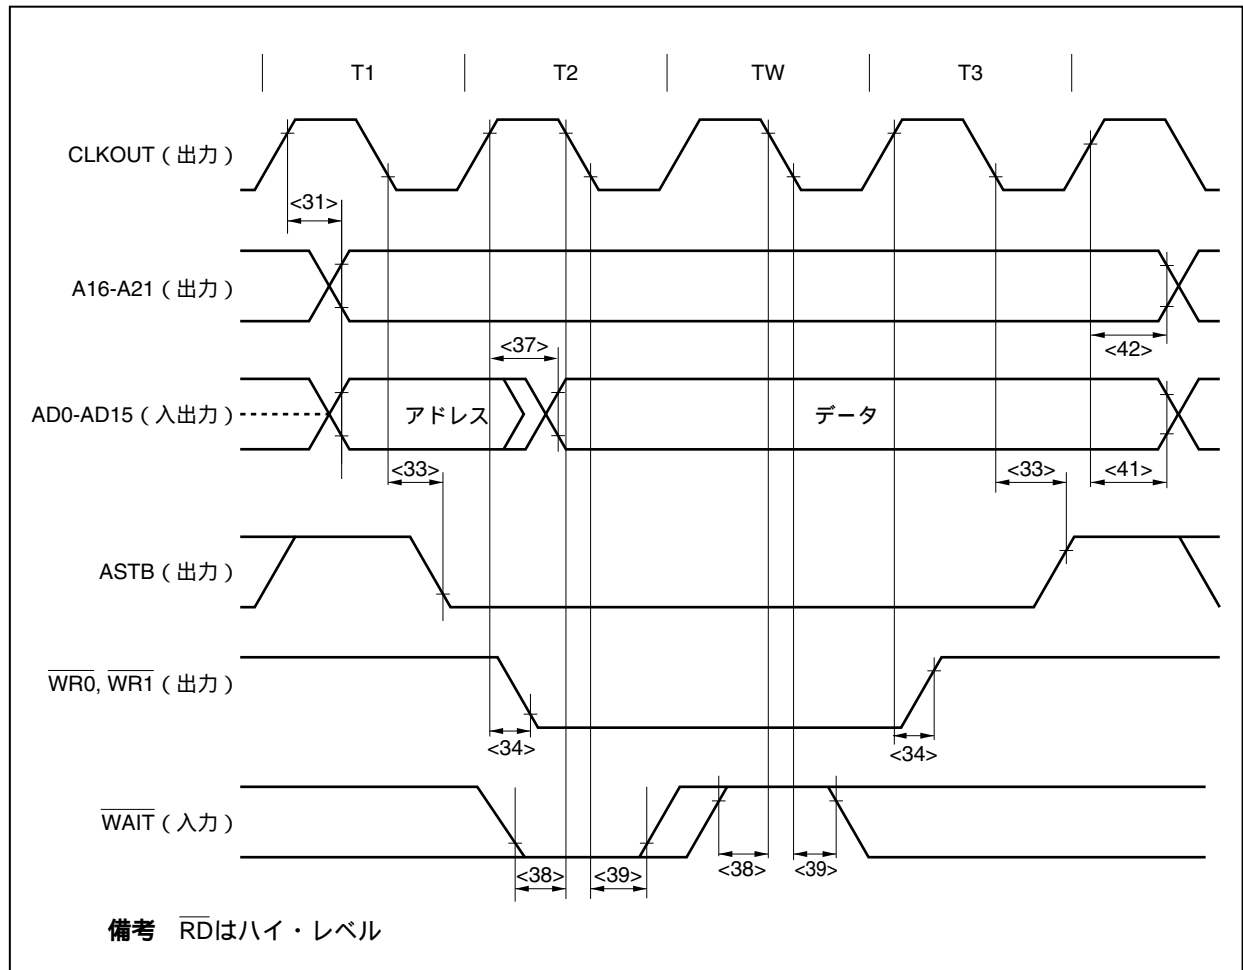 T1 T2 TW T3
CLKOUT（出力）
<31>
A16-A21（出力）
<37> <42>
AD0-AD15（入出力） アドレス データ
<33> <33> <41>
ASTB（出力）
WR0, WR1（出力）
<34> <34>
WAIT（入力）
<38> <39> <38> <39>
備考 RDはハイ・レベル